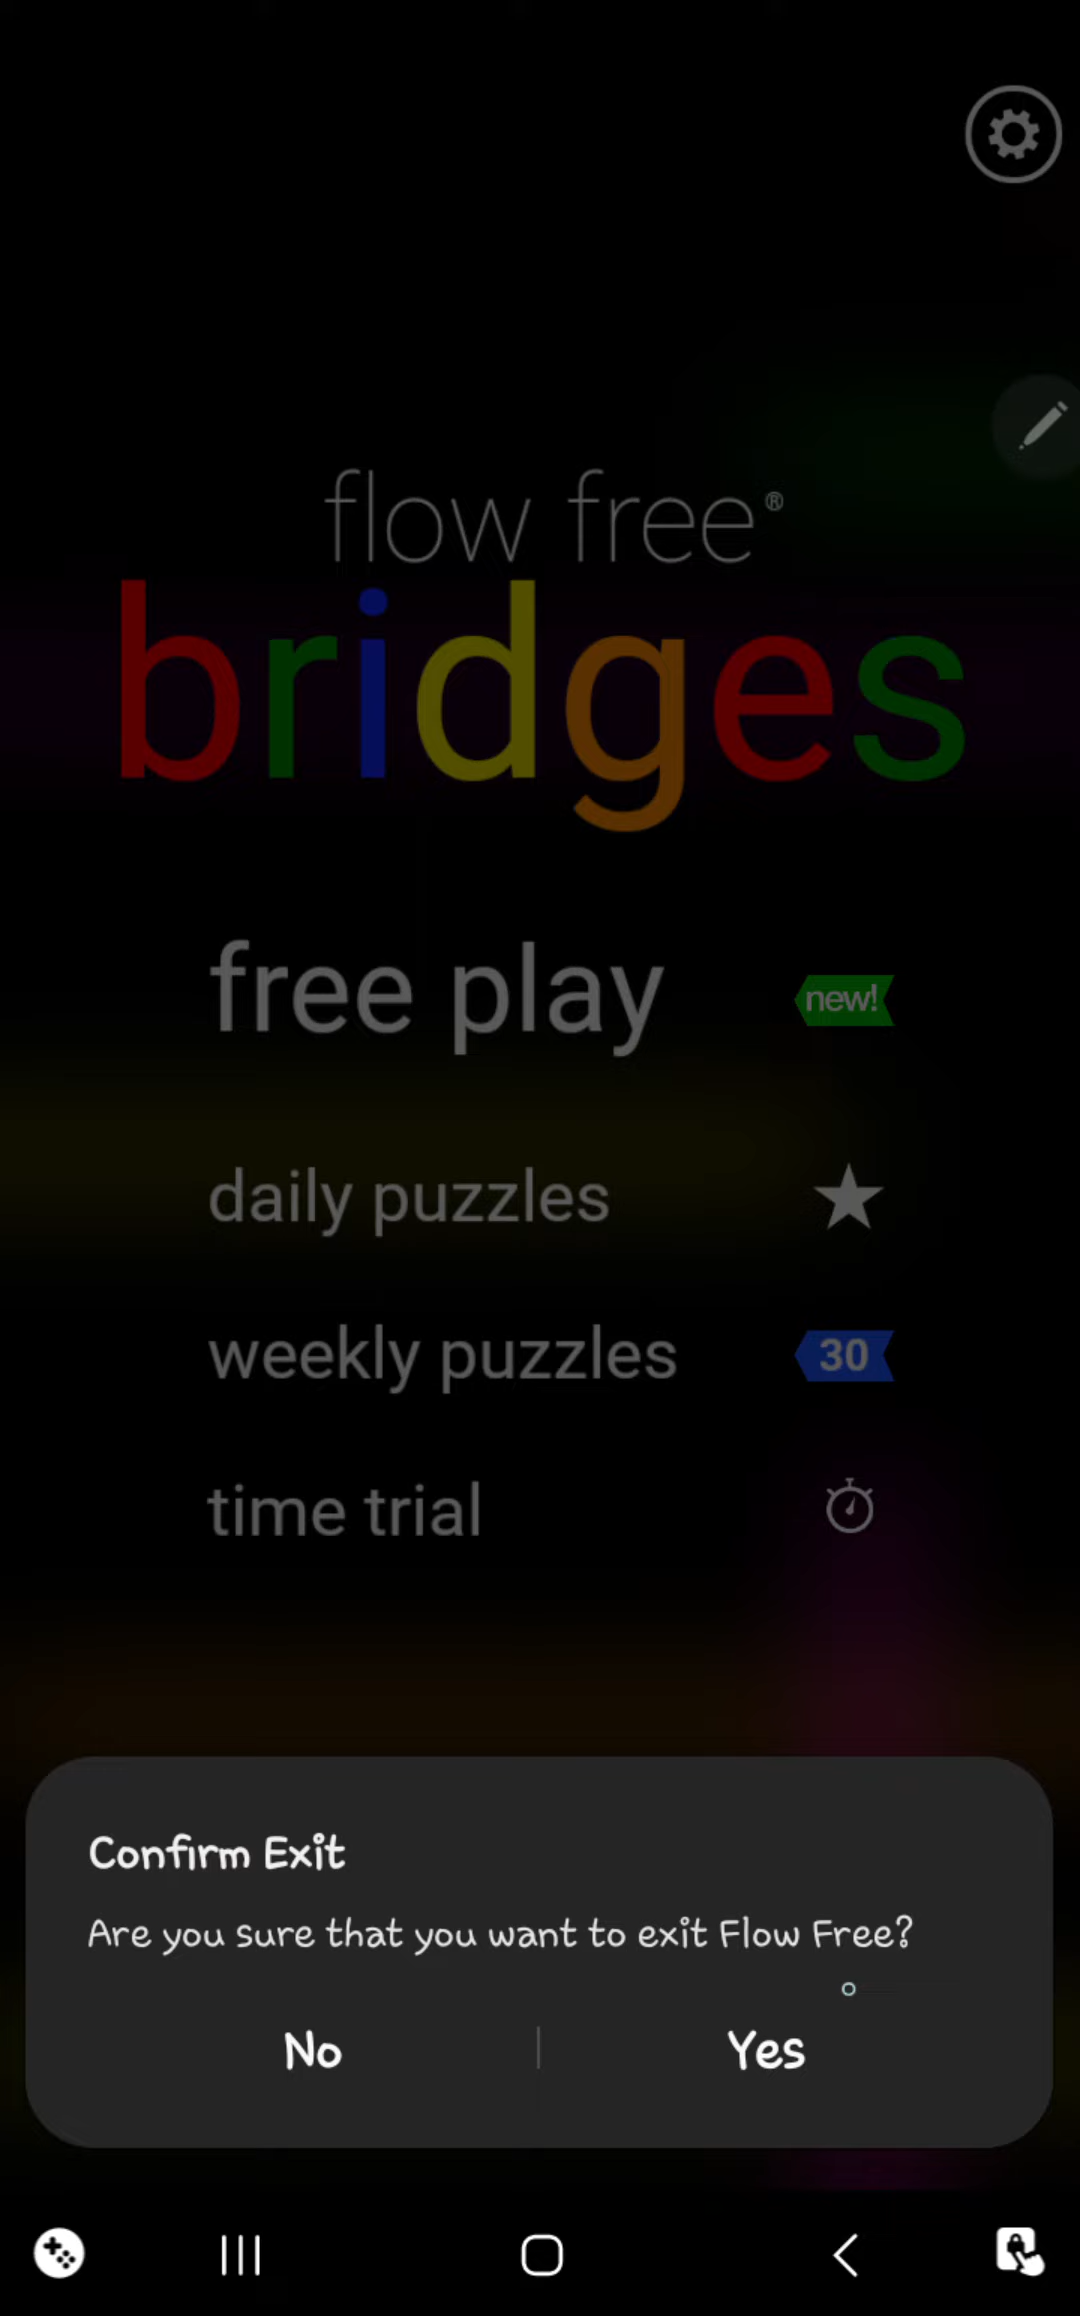 flow free®
bridges
free play new!
daily puzzles
weekly puzzles 30
time trial
Confirm Exit
Are you sure that you want to exit Flow Free?
No Yes